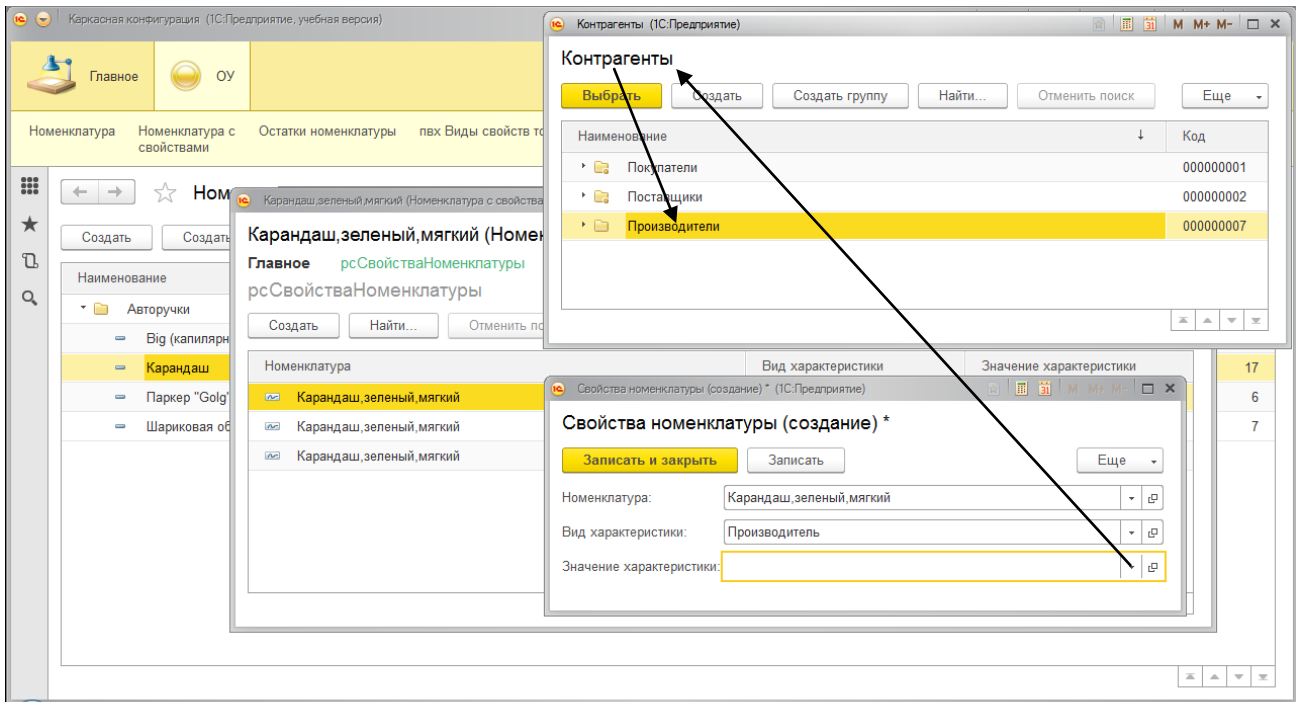 Каркасная конфигурация (1С:Предприятие, учебная версия)
Главное
ОУ
Номенклатура
Номенклатура с свойствами
Остатки номенклатуры
пвх Виды свойств то
Ном
Создать
Создать
Наименование
Авторучки
Big (капилярн
Карандаш
17
Паркер "Golg"
6
Шариковая об
7
Карандаш,зеленый,мягкий (Номенклатура с свойства
Карандаш,зеленый,мягкий (Номен
Главное рсСвойстваНоменклатуры
рсСвойстваНоменклатуры
Создать
Найти...
Отменить по
Номенклатура Вид характеристики Значение характеристики
Карандаш,зеленый,мягкий
Карандаш,зеленый,мягкий
Карандаш,зеленый,мягкий
Контрагенты (1С:Предприятие)
31 M M+ M-
Контрагенты
Выбрать Создать Создать группу Найти... Отменить поиск Еще
Наименование ↓ Код
Покупатели 000000001
Поставщики 000000002
Производители 000000007
Свойства номенклатуры (создание) * (1С:Предприятие)
31 M M+ M-
Свойства номенклатуры (создание) *
Записать и закрыть Записать Еще
Номенклатура: Карандаш,зеленый,мягкий
Вид характеристики: Производитель
Значение характеристики: